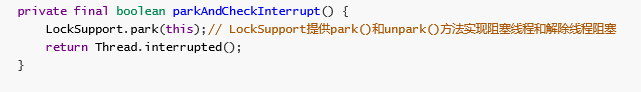 private final boolean parkAndCheckInterrupt() {
LockSupport.park(this);// LockSupport提供park()和unpark()方法实现阻塞线程和解除线程阻塞
return Thread.interrupted();
}